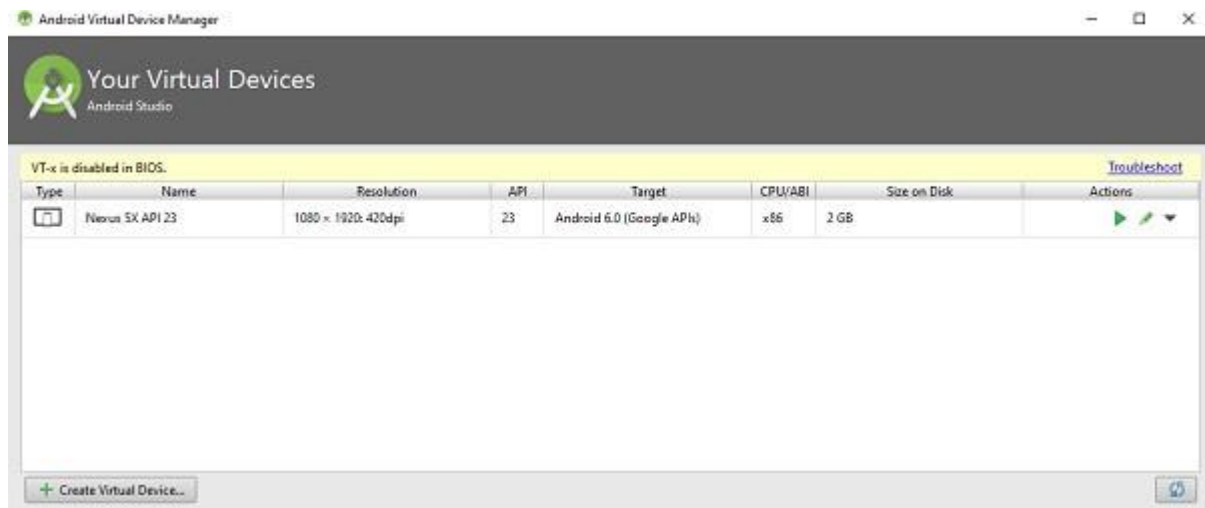 Android Virtual Device Manager
Your Virtual Devices
Android Studio
VT-x is disabled in BIOS. Troubleshoot
Type Name Resolution API Target CPU/ABI Size on Disk Actions
Nexus 5X API 23 1080 × 1920: 420dpi 23 Android 6.0 (Google APIs) x86 2 GB
Create Virtual Device...